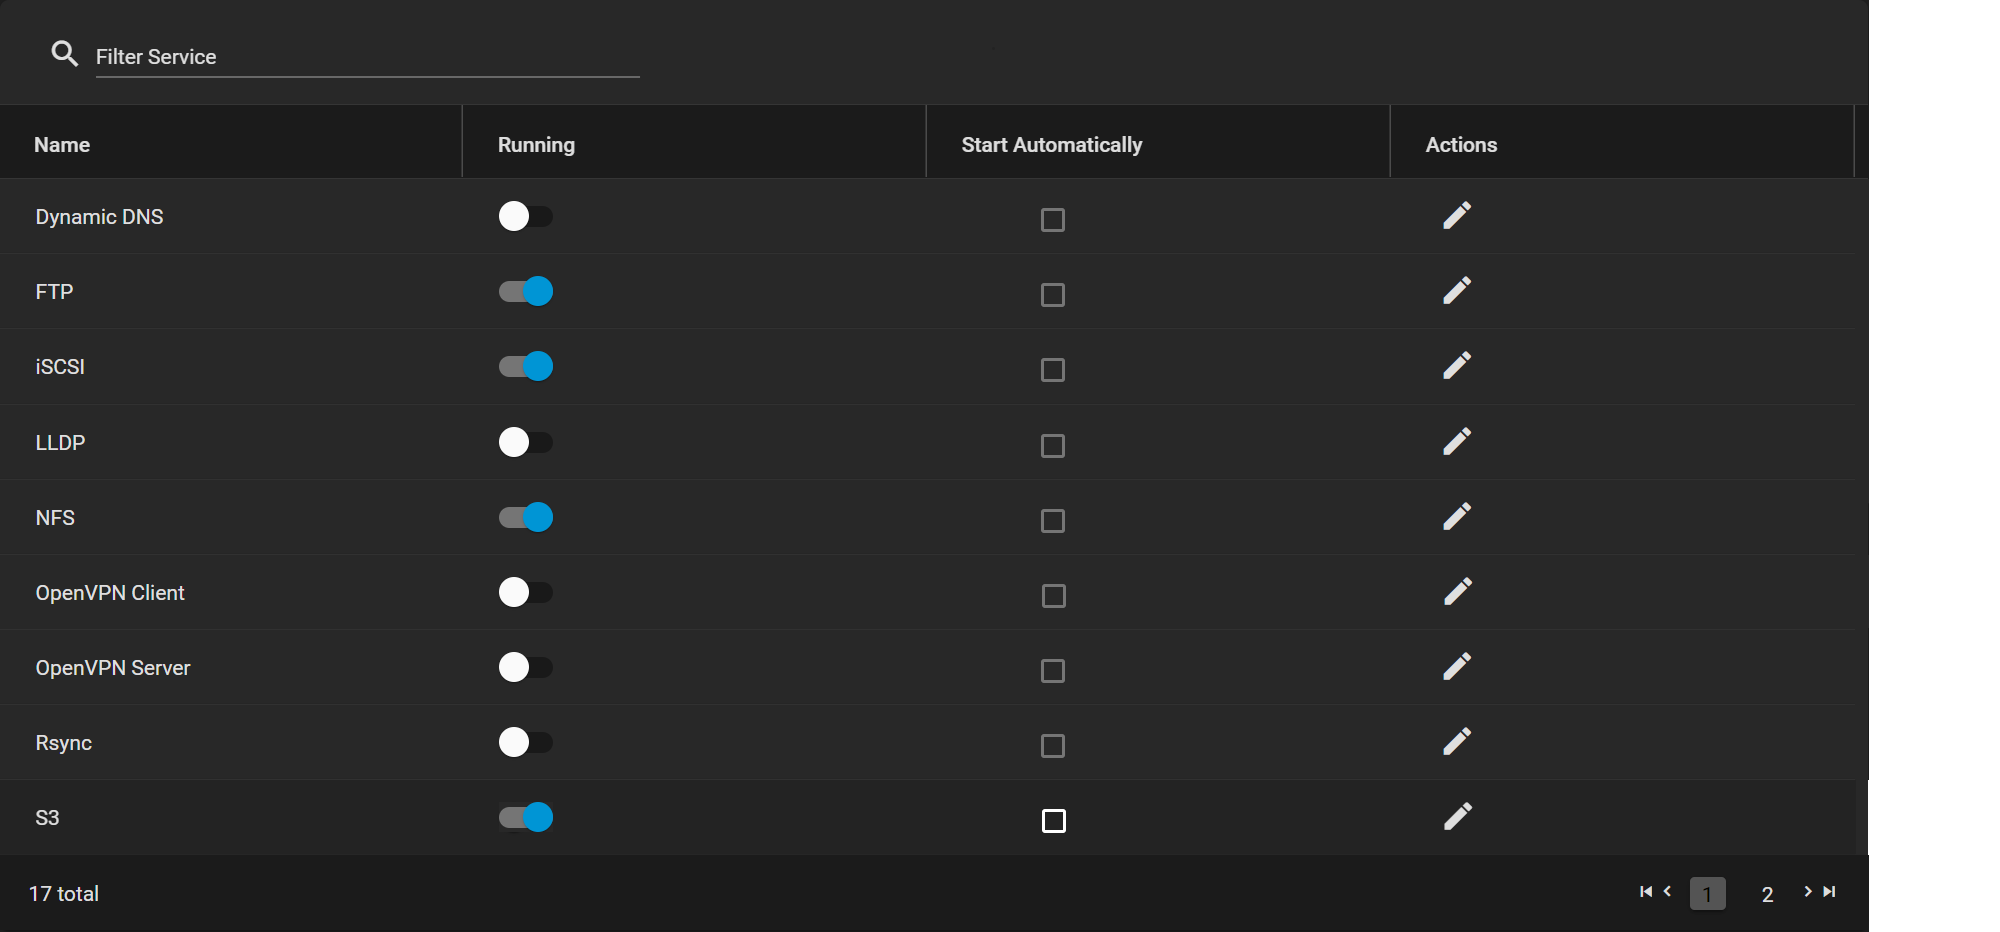 Filter Service
Name Running Start Automatically Actions
Dynamic DNS
FTP
iSCSI
LLDP
NFS
OpenVPN Client
OpenVPN Server
Rsync
S3
17 total 1 2